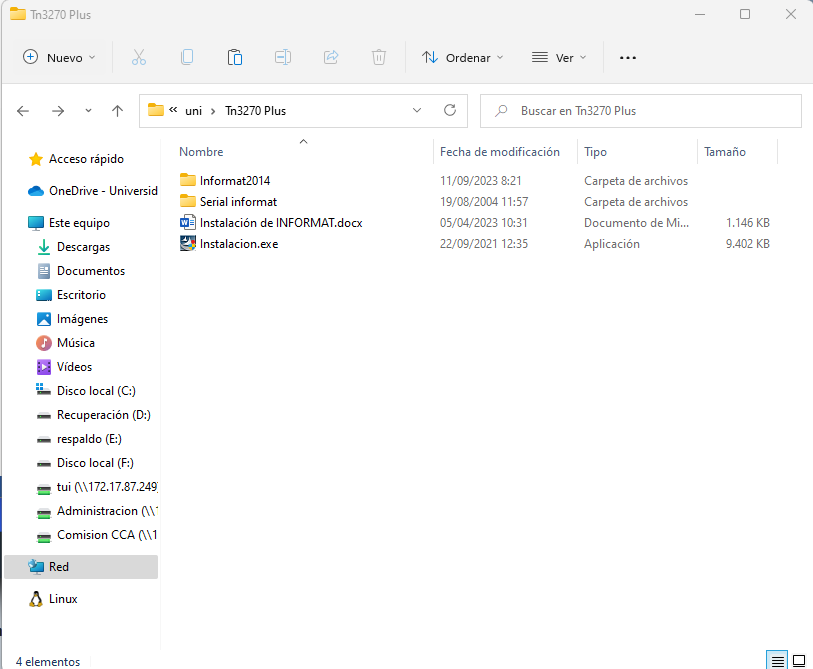 Tn3270 Plus
Nuevo
Ordenar
Ver
« uni > Tn3270 Plus
Buscar en Tn3270 Plus
Nombre Fecha de modificación Tipo Tamaño
Informat2014 11/09/2023 8:21 Carpeta de archivos
Serial informat 19/08/2004 11:57 Carpeta de archivos
Instalación de INFORMAT.docx 05/04/2023 10:31 Documento de Mi... 1.146 KB
Instalacion.exe 22/09/2021 12:35 Aplicación 9.402 KB
Acceso rápido
OneDrive - Universid
Este equipo
Descargas
Documentos
Escritorio
Imágenes
Música
Vídeos
Disco local (C:)
Recuperación (D:)
respaldo (E:)
Disco local (F:)
tui (\\172.17.87.249)
Administracion (\\1
Comision CCA (\\1
Red
Linux
4 elementos